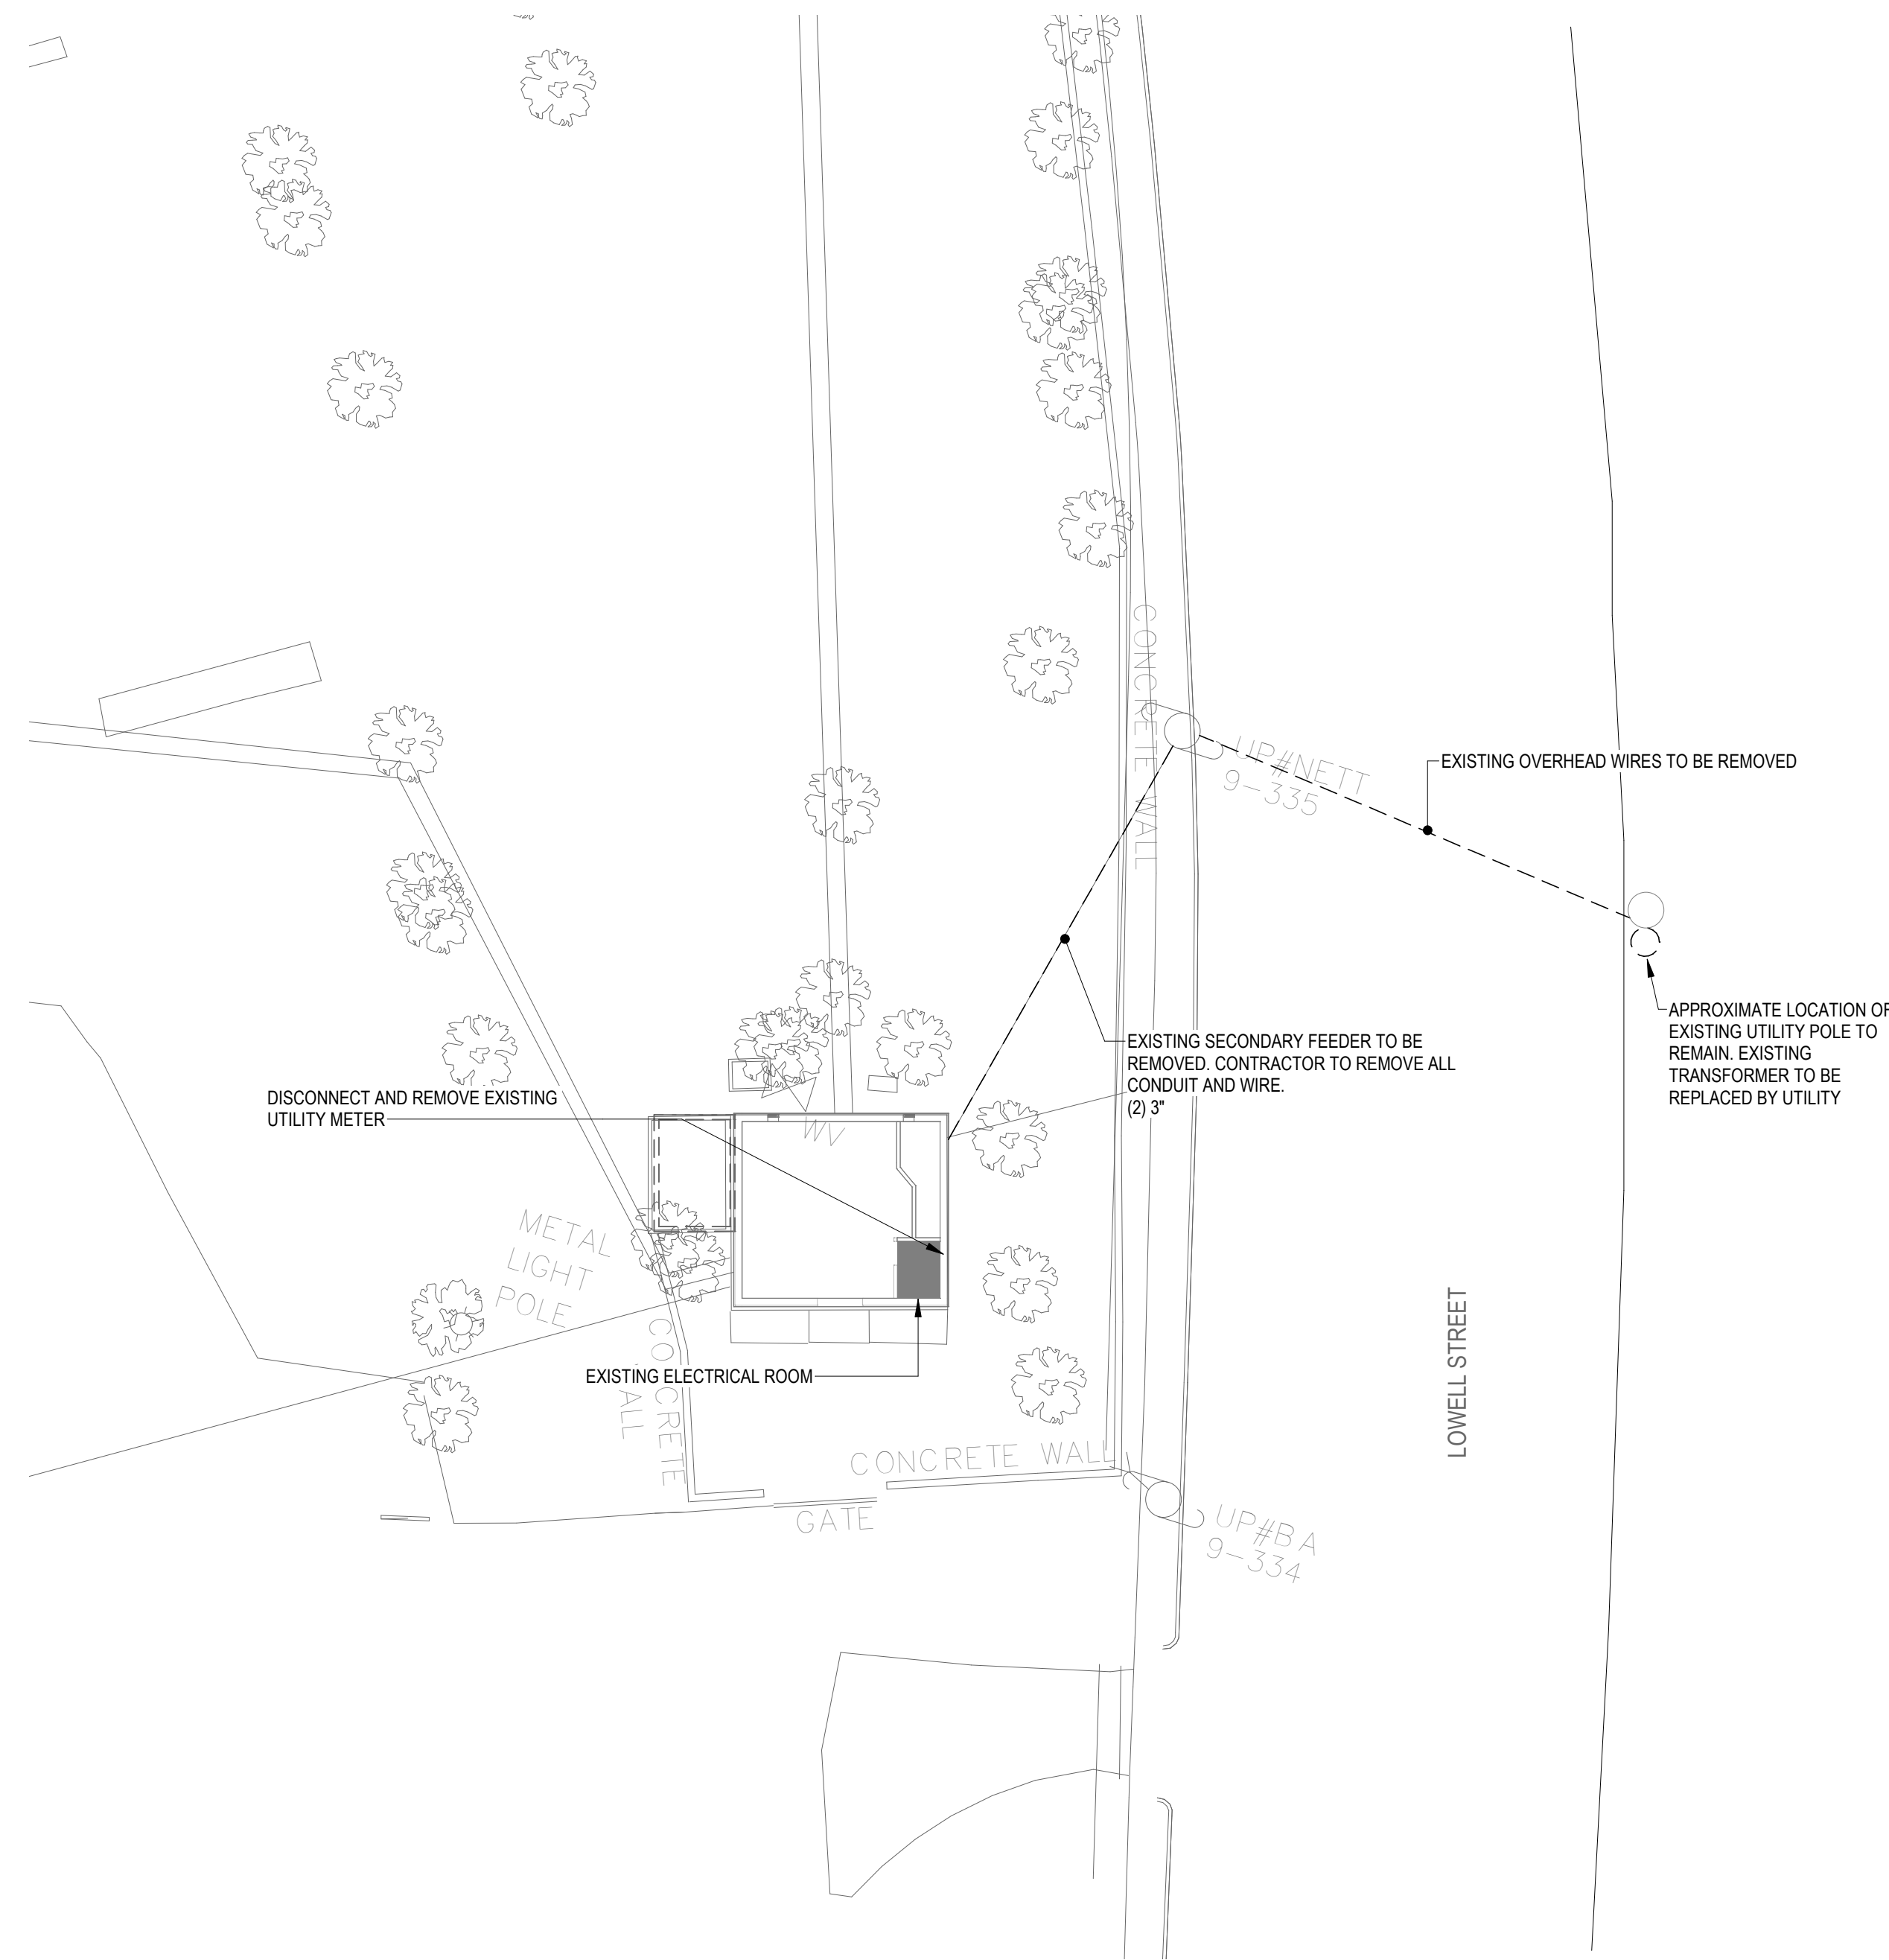 CONCRETE WALL
UP#NETT
9-335
EXISTING OVERHEAD WIRES TO BE REMOVED
APPROXIMATE LOCATION OF
EXISTING UTILITY POLE TO
REMAIN. EXISTING
TRANSFORMER TO BE
REPLACED BY UTILITY
EXISTING SECONDARY FEEDER TO BE
REMOVED. CONTRACTOR TO REMOVE ALL
CONDUIT AND WIRE.
(2) 3"
DISCONNECT AND REMOVE EXISTING
UTILITY METER
WV
METAL
LIGHT
POLE
CONCRETE
WALL
EXISTING ELECTRICAL ROOM
LOWELL STREET
CONCRETE WALL
GATE
UP#BA
9-334